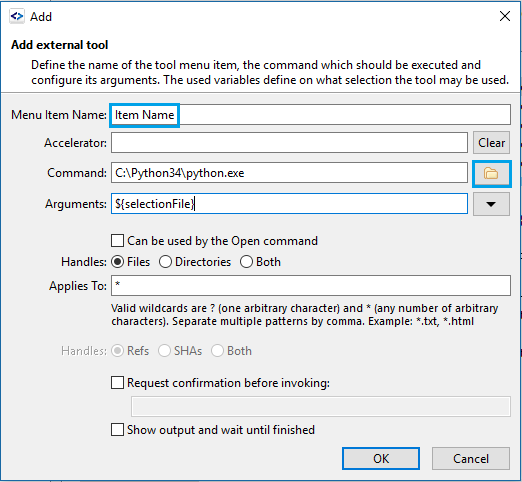 Add
Add external tool
Define the name of the tool menu item, the command which should be executed and
configure its arguments. The used variables define on what selection the tool may be used.
Menu Item Name: Item Name
Accelerator: Clear
Command: C:\Python34\python.exe
Arguments: ${selectionFile}
Can be used by the Open command
Handles: Files Directories Both
Applies To: *
Valid wildcards are ? (one arbitrary character) and * (any number of arbitrary
characters). Separate multiple patterns by comma. Example: *.txt, *.html
Handles: Refs SHAs Both
Request confirmation before invoking:
Show output and wait until finished
OK Cancel